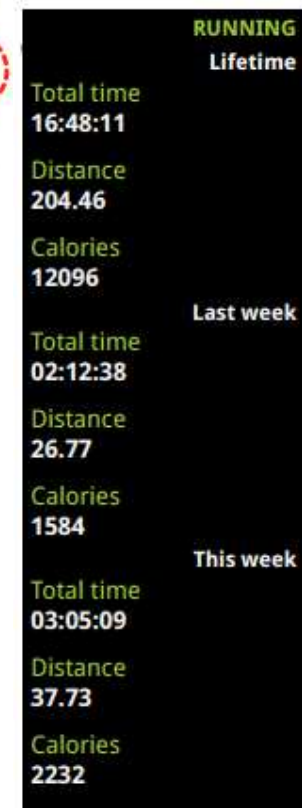 RUNNING
Lifetime
Total time
16:48:11
Distance
204.46
Calories
12096
Last week
Total time
02:12:38
Distance
26.77
Calories
1584
This week
Total time
03:05:09
Distance
37.73
Calories
2232